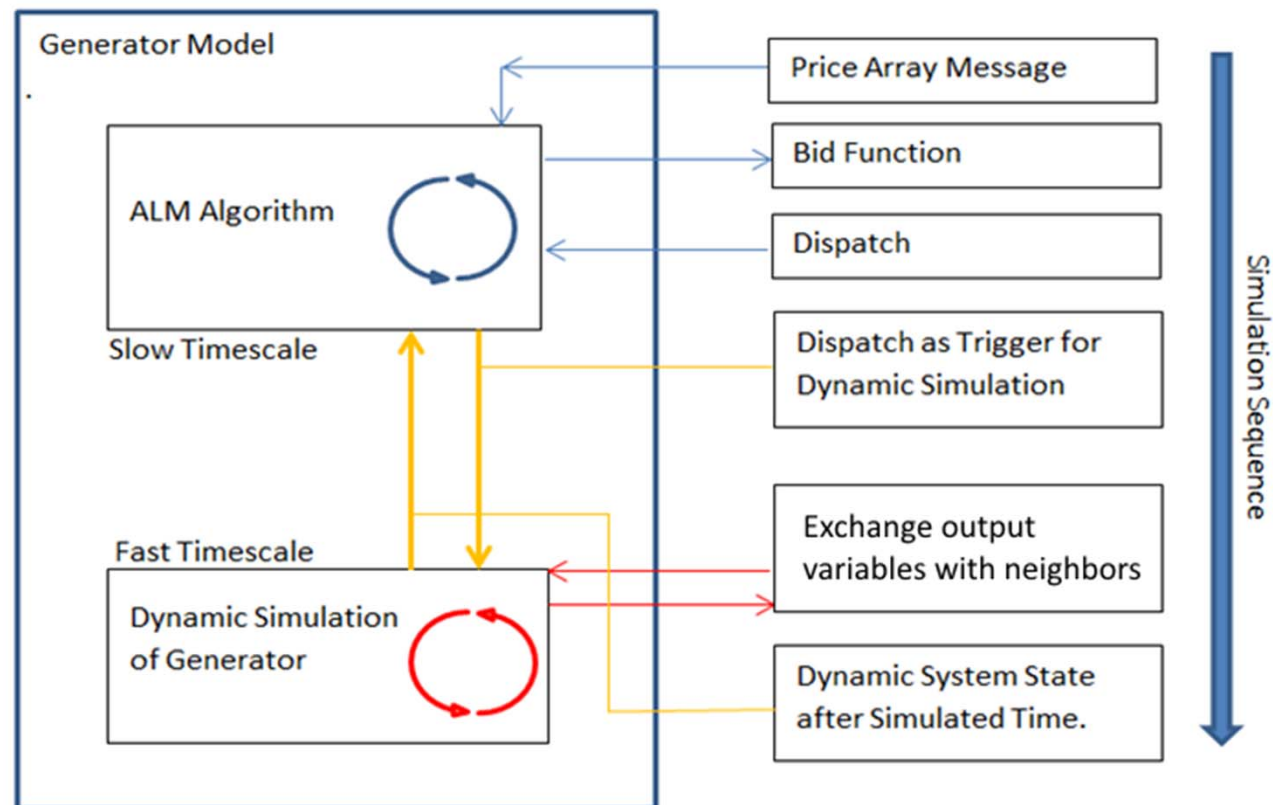 Generator Model
.
Price Array Message
Bid Function
ALM Algorithm
Dispatch
Slow Timescale
Dispatch as Trigger for
Dynamic Simulation
Exchange output
variables with neighbors
Fast Timescale
Dynamic Simulation
of Generator
Dynamic System State
after Simulated Time.
Simulation Sequence